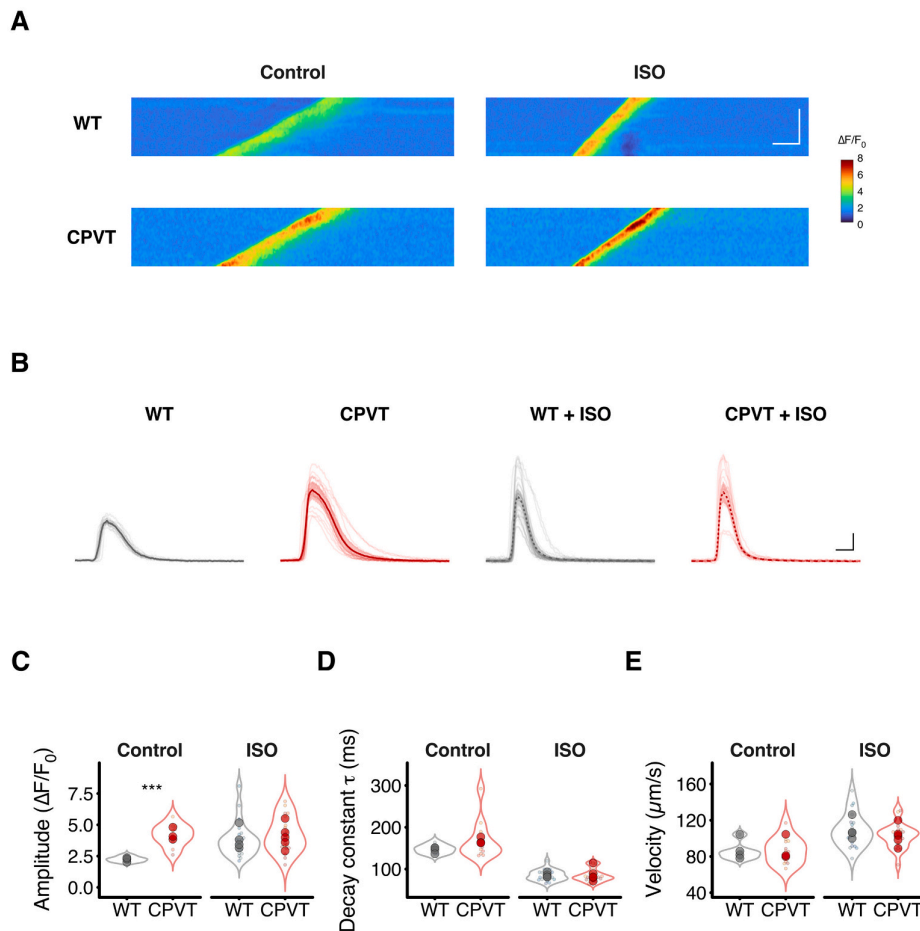 A
Control ISO
WT
ΔF/F0
8
6
4
2
0
CPVT
B
WT CPVT WT + ISO CPVT + ISO
C D E
Control ISO
Amplitude (ΔF/F0)
***
7.5
5.0
2.5
0.0
WT CPVT WT CPVT
Control ISO
Decay constant τ (ms)
300
200
100
WT CPVT WT CPVT
Control ISO
Velocity (µm/s)
160
120
80
40
WT CPVT WT CPVT